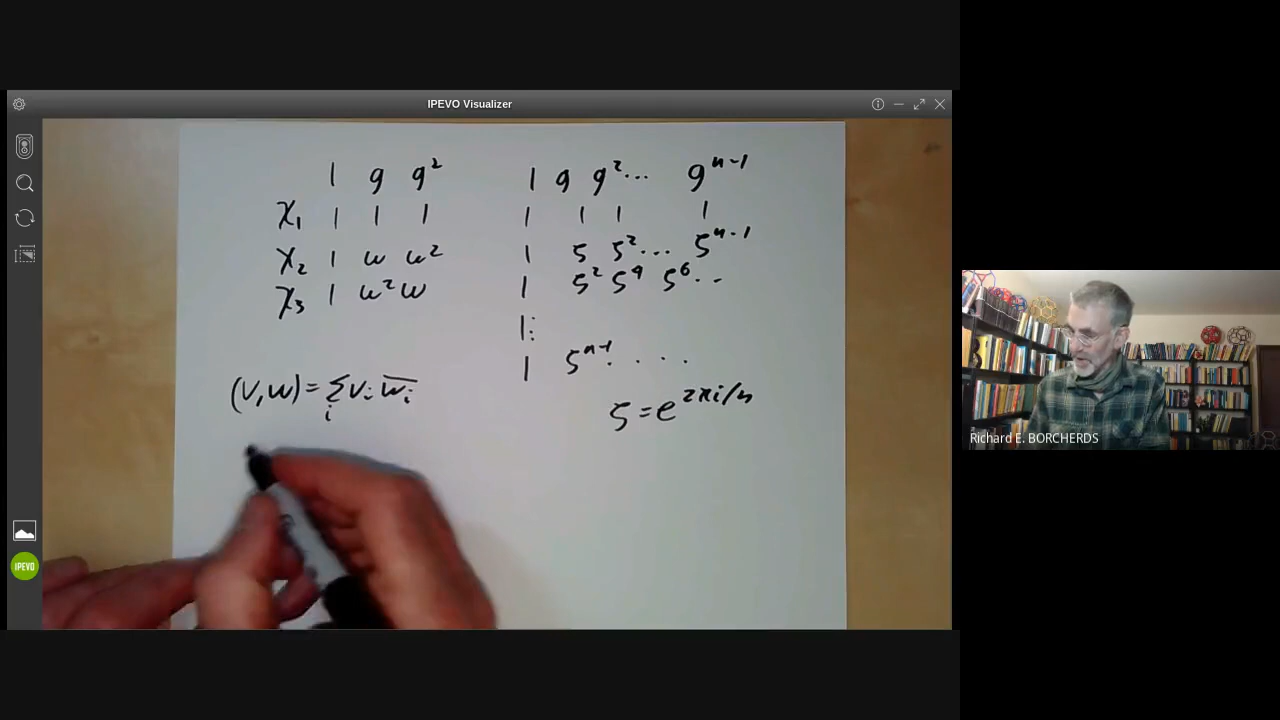 IPEVO Visualizer
1 g g²
χ₁ 1 1 1
χ₂ 1 ω ω²
χ₃ 1 ω² ω
(v,w) = Σᵢ vᵢ w̅ᵢ
1 g g² ... gⁿ⁻¹
1 1 1 1
1 ζ ζ² ... ζⁿ⁻¹
1 ζ² ζ⁴ ζ⁶ ..
1 :
1 ζⁿ⁻¹ . . . .
ζ = e^{2πi/n}
IPEVO
Richard E. BORCHERDS